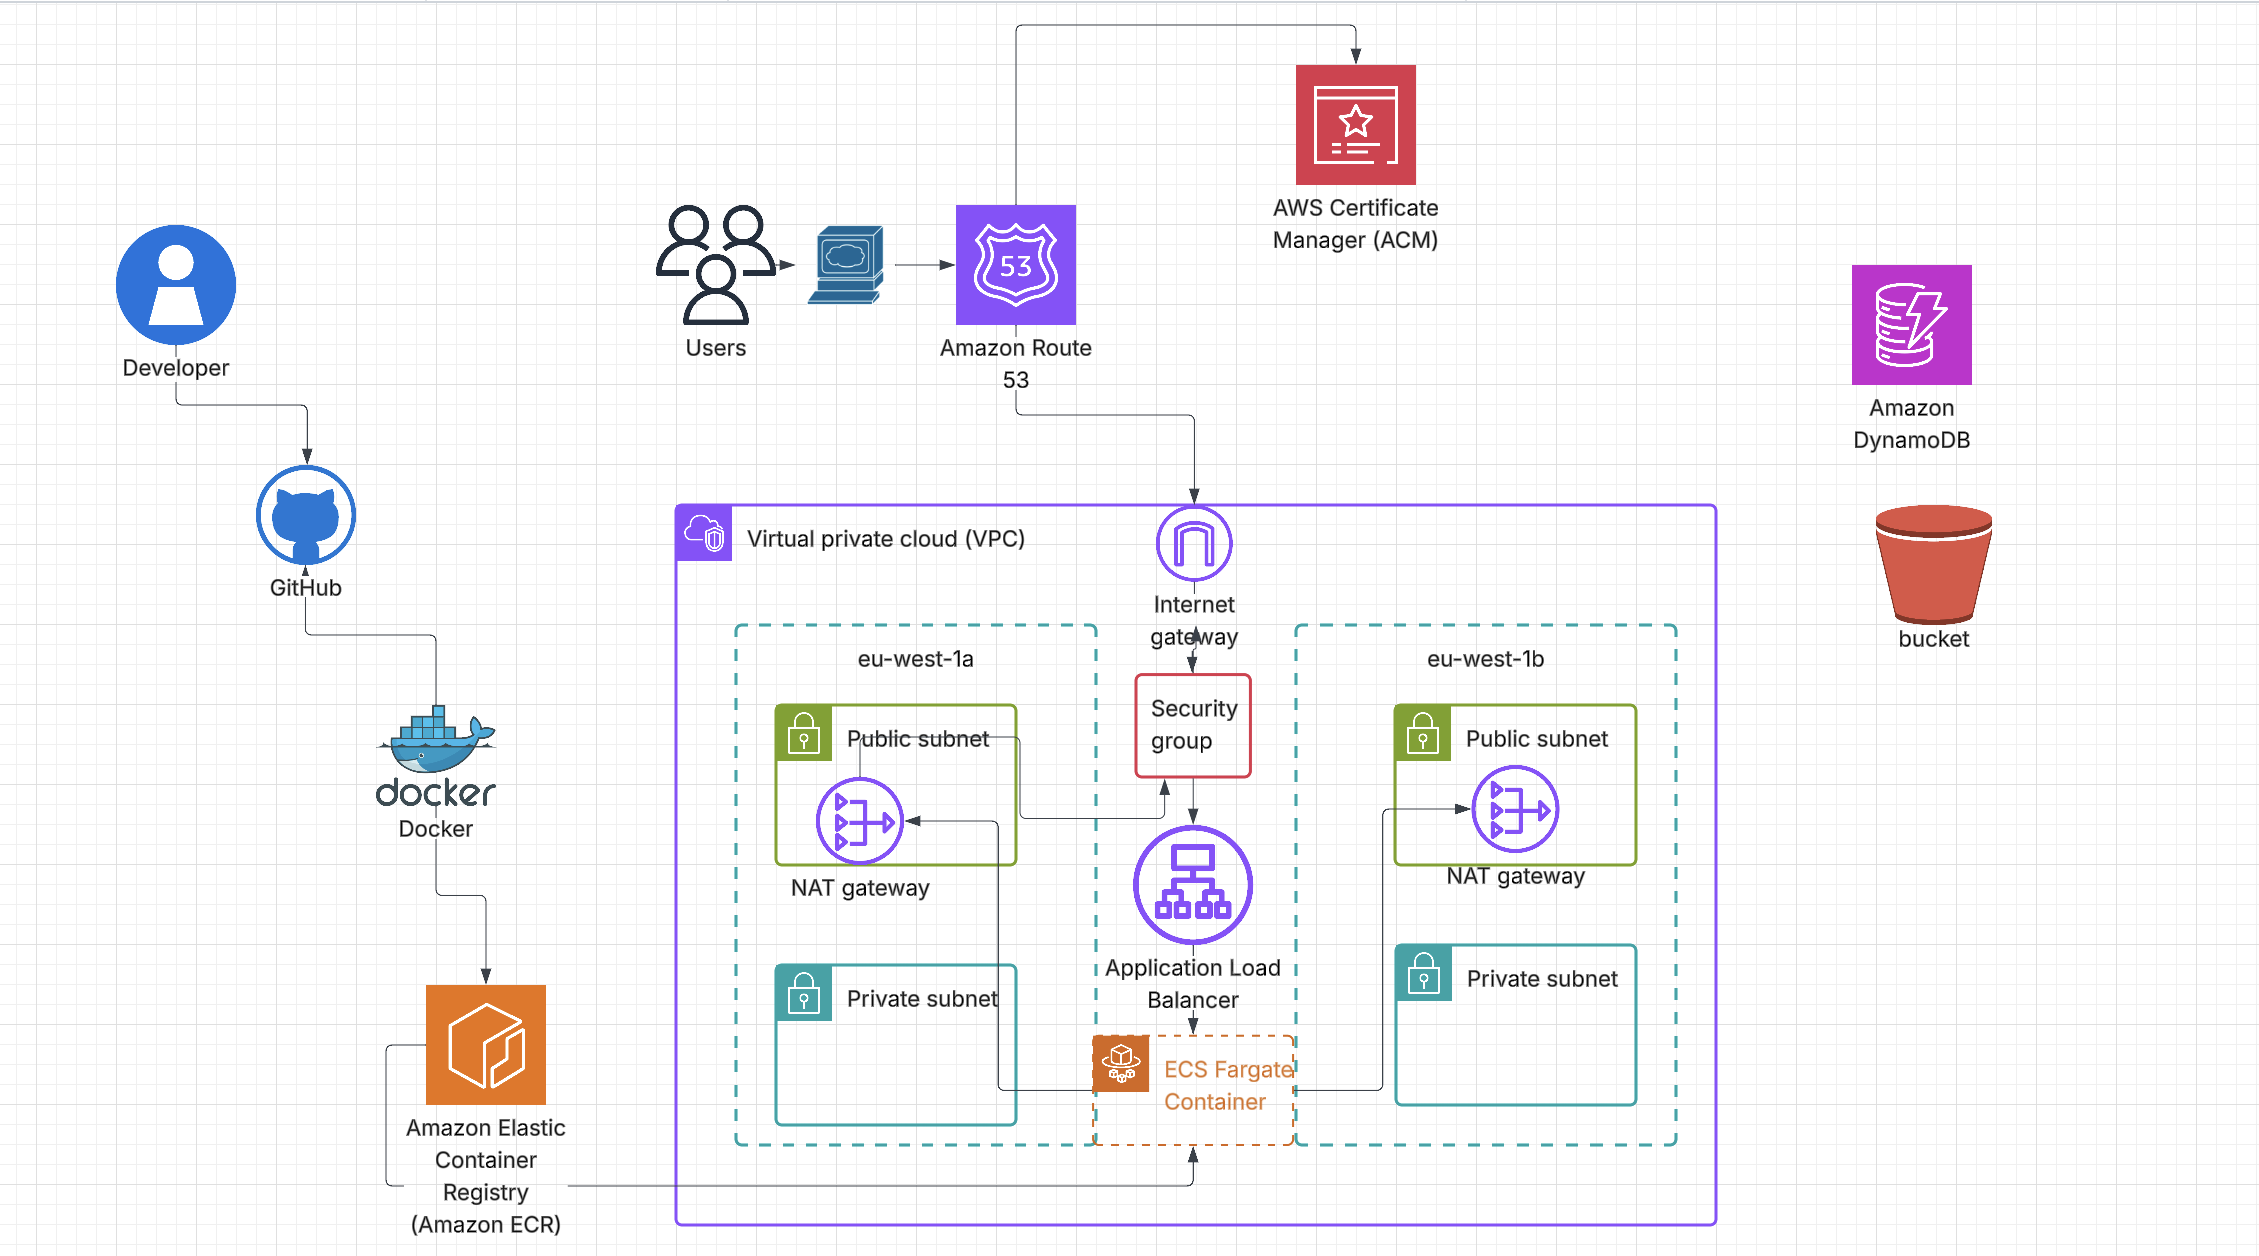 AWS Certificate
Manager (ACM)
53
Users
Amazon Route
53
Developer
Amazon
DynamoDB
GitHub
Virtual private cloud (VPC)
Internet
gateway
bucket
eu-west-1a
eu-west-1b
Security
group
Public subnet
Public subnet
docker
Docker
NAT gateway
NAT gateway
Application Load
Balancer
Private subnet
Private subnet
ECS Fargate
Container
Amazon Elastic
Container
Registry
(Amazon ECR)